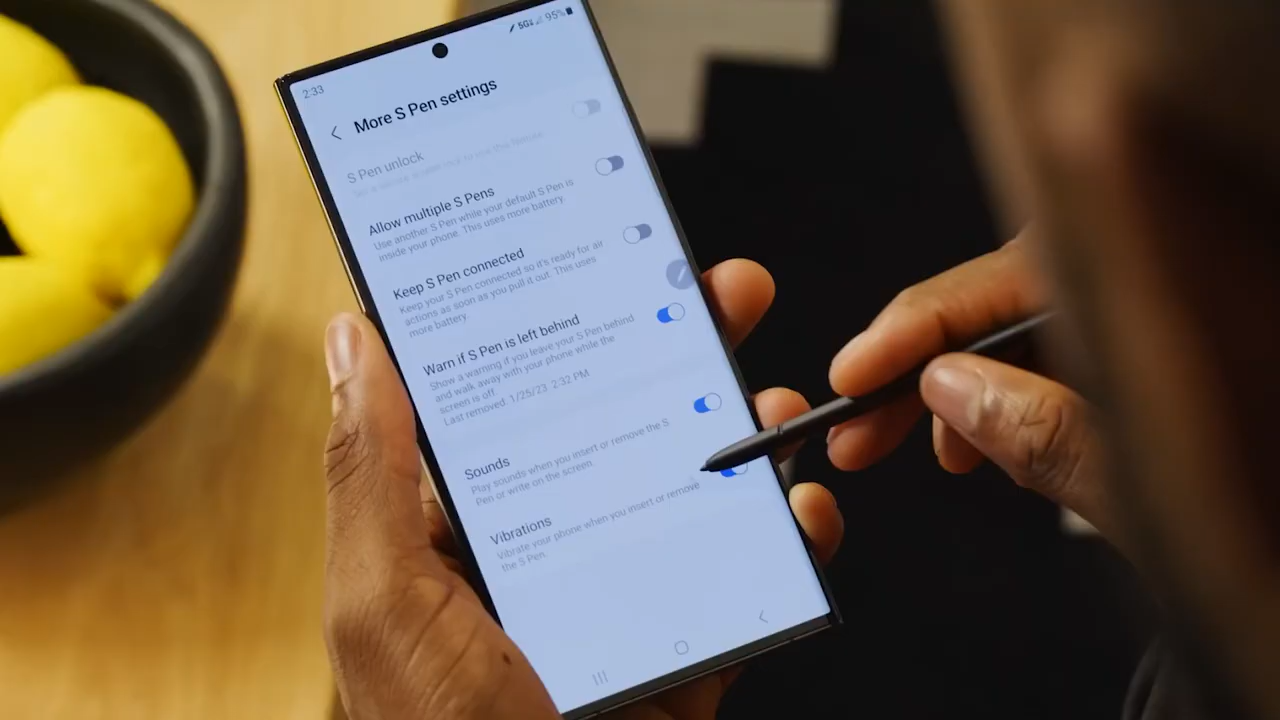 2:33
5G 95%
More S Pen settings
S Pen unlock
Allow multiple S Pens
Use another S Pen while your default S Pen is
inside your phone. This uses more battery.
Keep S Pen connected
Keep your S Pen connected so it's ready for air
actions as soon as you pull it out. This uses
more battery.
Warn if S Pen is left behind
Show a warning if you leave your S Pen behind
and walk away with your phone while the
screen is off.
Last removed: 1/25/23 2:32 PM
Sounds
Play sounds when you insert or remove the S
Pen or write on the screen.
Vibrations
Vibrate your phone when you insert or remove
the S Pen.